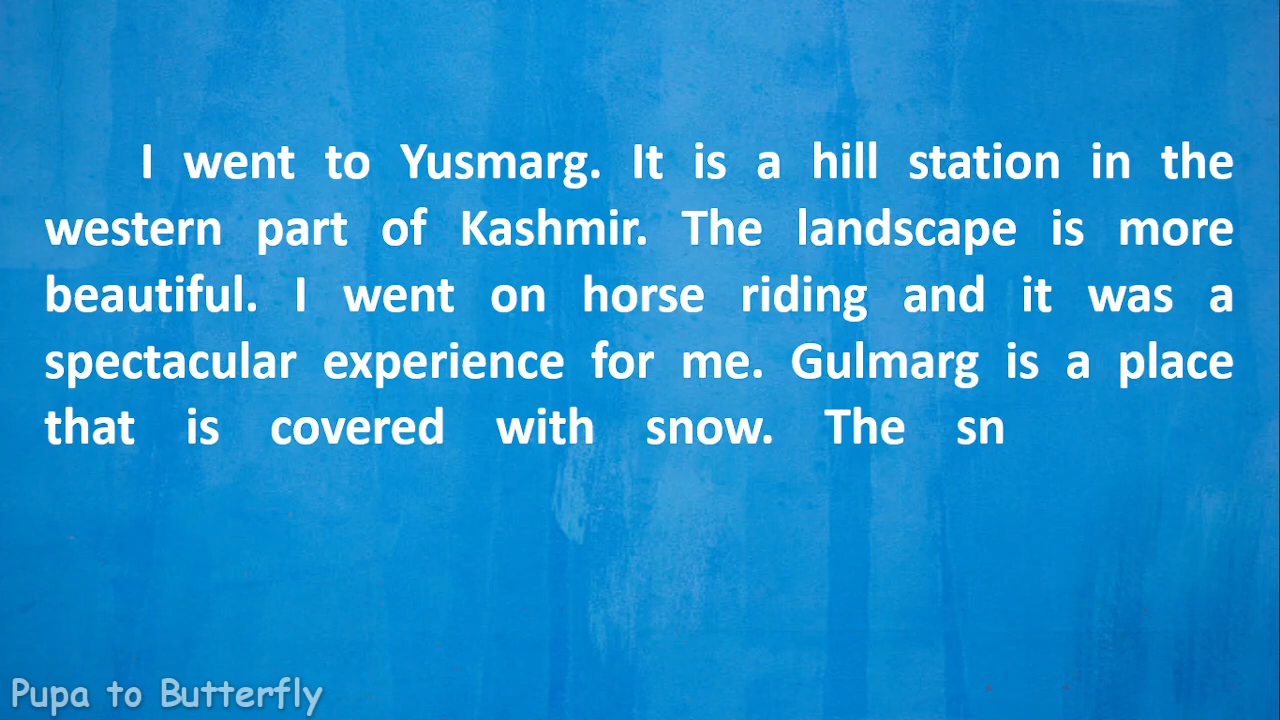 I went to Yusmarg. It is a hill station in the
western part of Kashmir. The landscape is more
beautiful. I went on horse riding and it was a
spectacular experience for me. Gulmarg is a place
that is covered with snow. The sn
Pupa to Butterfly